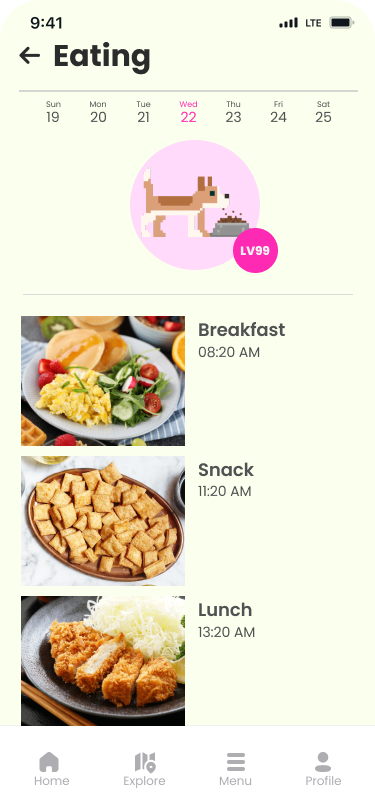 9:41
LTE
Eating
Sun Mon Tue Wed Thu Fri Sat
19 20 21 22 23 24 25
LV99
Breakfast
08:20 AM
Snack
11:20 AM
Lunch
13:20 AM
Home Explore Menu Profile